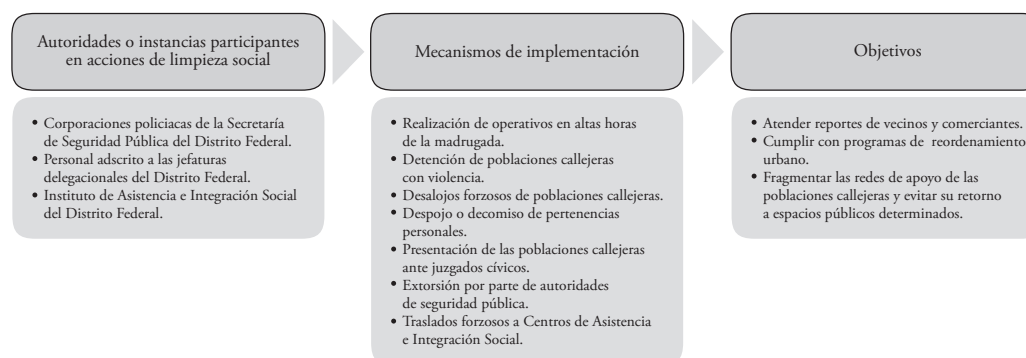 Autoridades o instancias participantes
en acciones de limpieza social
• Corporaciones policiacas de la Secretaría
de Seguridad Pública del Distrito Federal.
• Personal adscrito a las jefaturas
delegacionales del Distrito Federal.
• Instituto de Asistencia e Integración Social
del Distrito Federal.
Mecanismos de implementación
• Realización de operativos en altas horas
de la madrugada.
• Detención de poblaciones callejeras
con violencia.
• Desalojos forzosos de poblaciones callejeras.
• Despojo o decomiso de pertenencias
personales.
• Presentación de las poblaciones callejeras
ante juzgados cívicos.
• Extorsión por parte de autoridades
de seguridad pública.
• Traslados forzosos a Centros de Asistencia
e Integración Social.
Objetivos
• Atender reportes de vecinos y comerciantes.
• Cumplir con programas de reordenamiento
urbano.
• Fragmentar las redes de apoyo de las
poblaciones callejeras y evitar su retorno
a espacios públicos determinados.